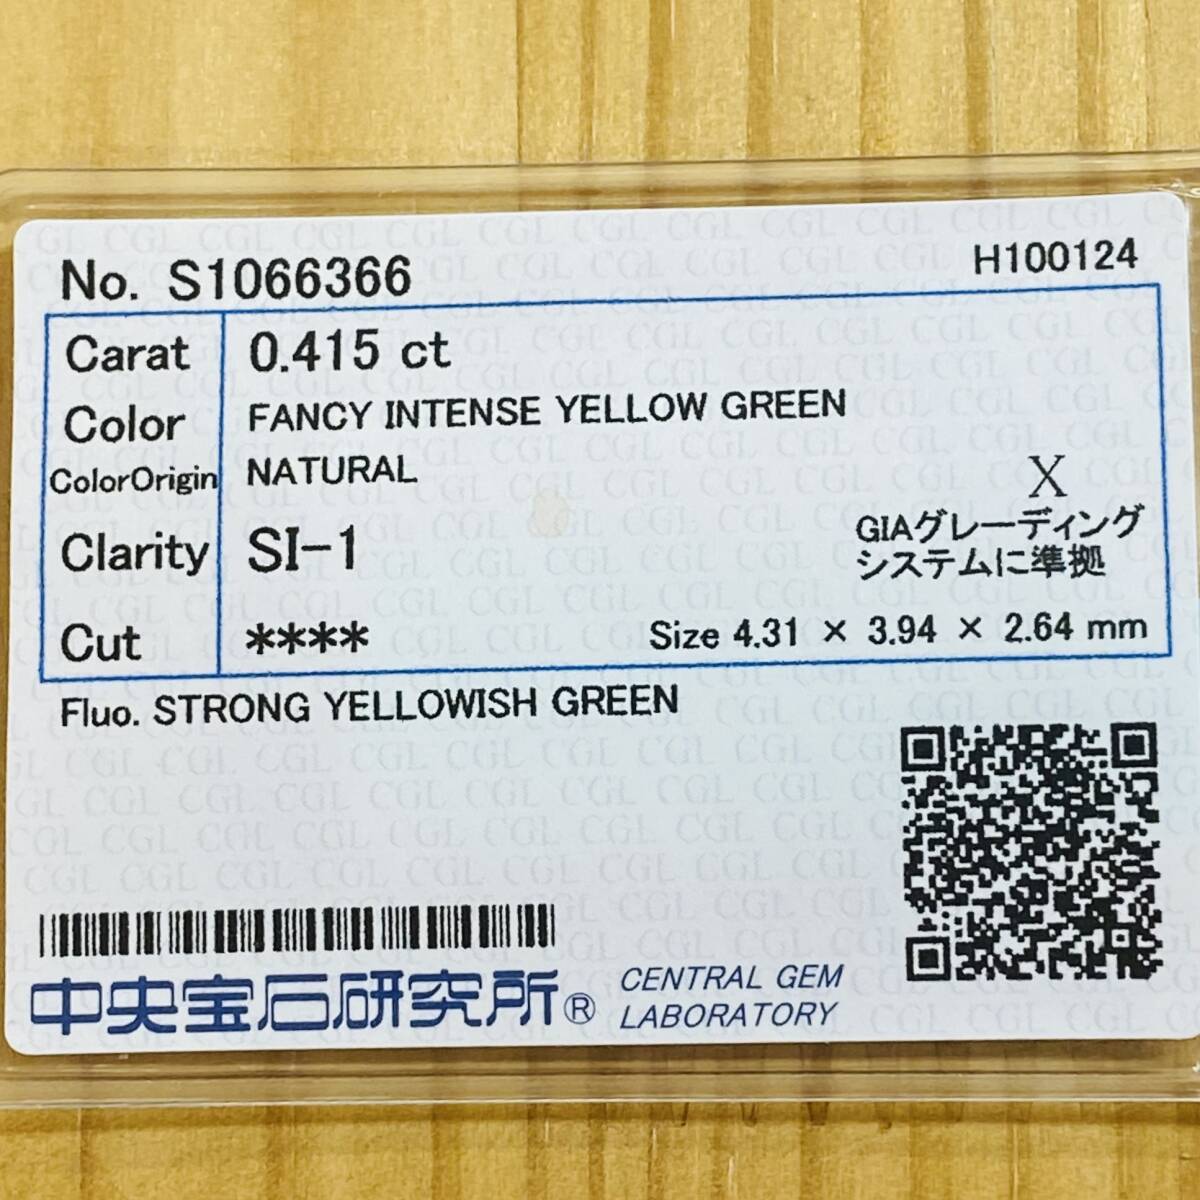 No. S1066366
H100124
Carat 0.415 ct
Color FANCY INTENSE YELLOW GREEN
ColorOrigin NATURAL
X
Clarity SI-1
GIAグレーディング
システムに準拠
Cut ****
Size 4.31 × 3.94 × 2.64 mm
Fluo. STRONG YELLOWISH GREEN
中央宝石研究所®
CENTRAL GEM
LABORATORY